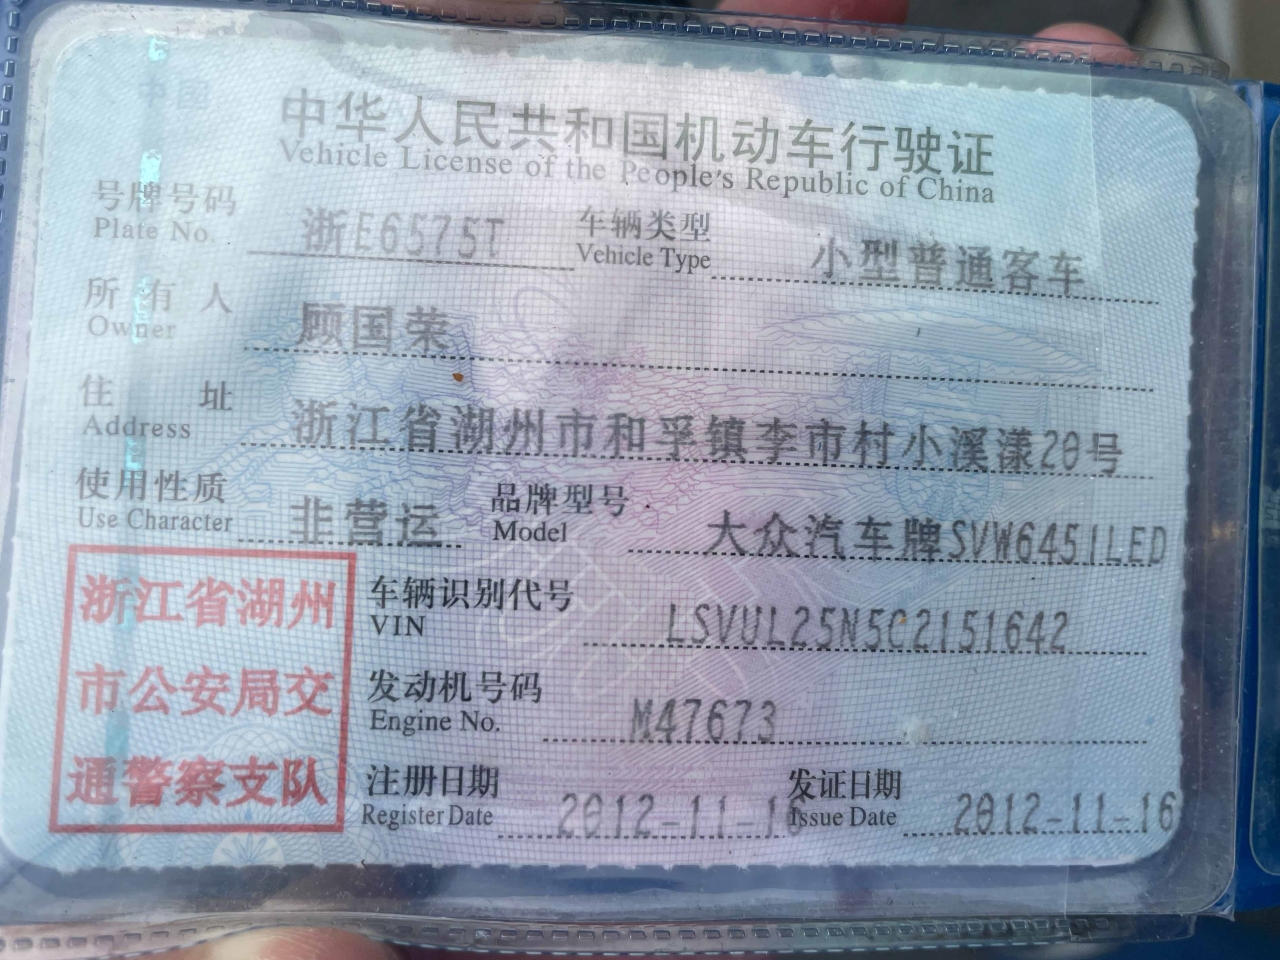 中华人民共和国机动车行驶证
Vehicle License of the People's Republic of China
号牌号码 浙E6575T 车辆类型 小型普通客车
Plate No. Vehicle Type
所有人 顾国荣
Owner
住址 浙江省湖州市和孚镇李市村小溪漾20号
Address
使用性质 非营运 品牌型号 大众汽车牌SVW6451LED
Use Character Model
浙江省湖州
市公安局交
通警察支队
车辆识别代号 LSVUL25N5C2151642
VIN
发动机号码 M47673
Engine No.
注册日期 2012-11-16 发证日期 2012-11-16
Register Date Issue Date